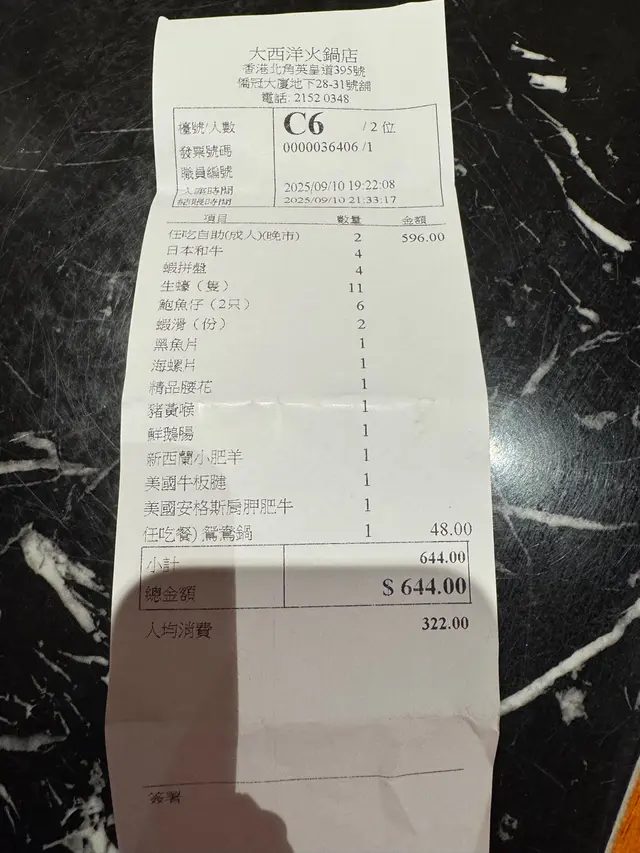 大西洋火鍋店
香港北角英皇道395號
僑冠大廈地下28-31號舖
電話: 2152 0348
檯號/人數 C6 / 2 位
發票號碼 0000036406 /1
職員編號
入席時間 2025/09/10 19:22:08
結賬時間 2025/09/10 21:33:17
項目 數量 金額
任吃自助(成人)(晚市) 2 596.00
日本和牛 4
蝦拼盤 4
生蠔（隻） 11
鮑魚仔（2只） 6
蝦滑（份） 2
黑魚片 1
海螺片 1
精品腰花 1
豬黃喉 1
鮮鵝腸 1
新西蘭小肥羊 1
美國牛板腱 1
美國安格斯肩胛肥牛 1
任吃餐) 鴛鴦鍋 1 48.00
小計 644.00
總金額 $ 644.00
人均消費 322.00
簽署